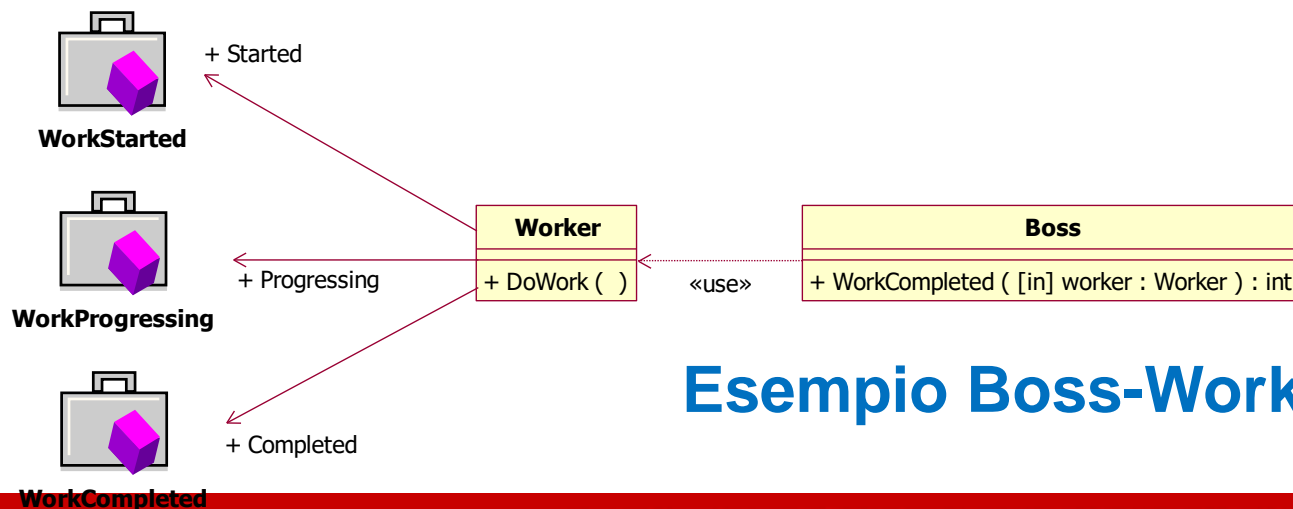 + Started
WorkStarted
Worker
Boss
+ Progressing
+ DoWork ( )
«use»
+ WorkCompleted ( [in] worker : Worker ) : int
WorkProgressing
Esempio Boss-Work
+ Completed
WorkCompleted